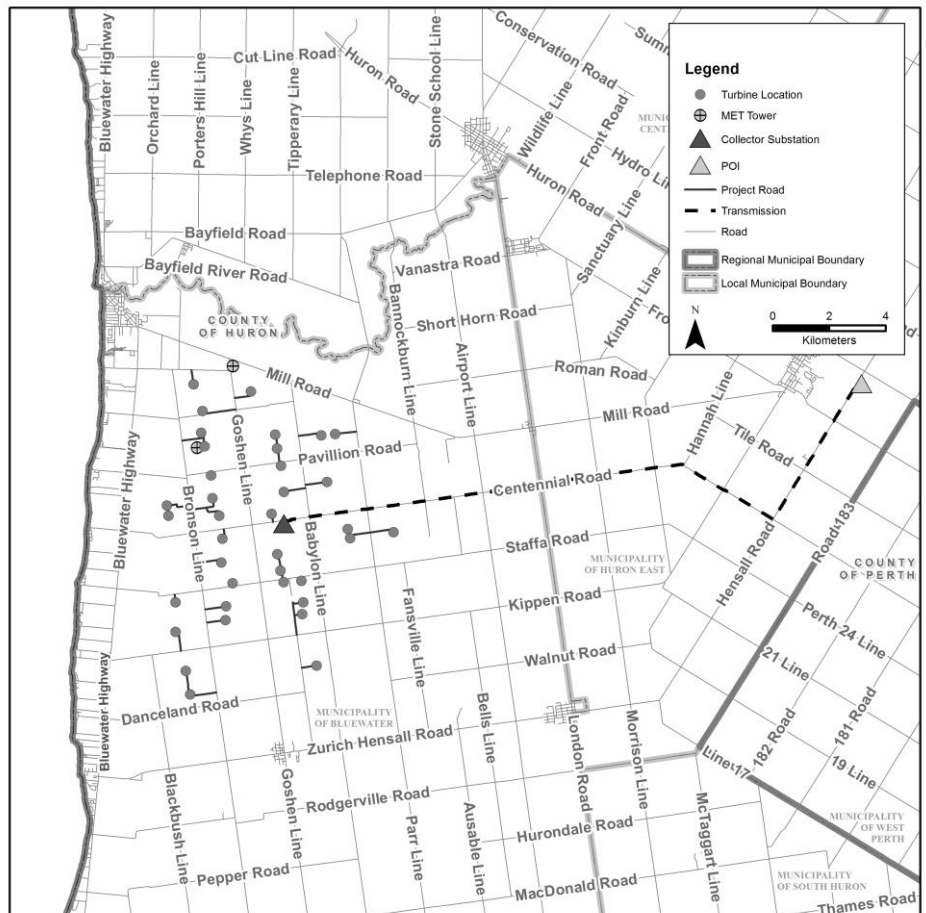 Bluewater Highway
Orchard Line
Porters Hill Line
Whys Line
Tipperary Line
Cut Line Road
Huron Road
Stone School Line
Conservation Road
Wildlife Line
Front Road
Hydro
Telephone Road
Huron Road
Sanctuary Line
Bayfield Road
Bayfield River Road
Vanastra Road
Kinburn Line
COUNTY
OF HURON
Bannockburn Line
Short Horn Road
Airport Line
Mill Road
Roman Road
Hannah Line
Mill Road
Tile Road
Bluewater Highway
Goshen Line
Pavillion Road
Bronson Line
Babylon Line
Centennial Road
Staffa Road
Hensall Road
Road 183
MUNICIPALITY
OF HURON EAST
COUNTY
OF PERTH
Fansville Line
Kippen Road
Perth 24 Line
Walnut Road
21 Line
Bluewater Highway
Danceland Road
MUNICIPALITY
OF BLUEWATER
Zurich Hensall Road
Bells Line
London Road
Morrison Line
Line 17
182 Road
181 Road
19 Line
Blackbush Line
Goshen Line
Rodgerville Road
Parr Line
Ausable Line
Hurondale Road
McTaggart Line
MUNICIPALITY
OF WEST
PERTH
Pepper Road
MacDonald Road
MUNICIPALITY
OF SOUTH HURON
Thames Road
Legend
Turbine Location
MET Tower
Collector Substation
POI
Project Road
Transmission
Road
Regional Municipal Boundary
Local Municipal Boundary
N
0 2 4
Kilometers